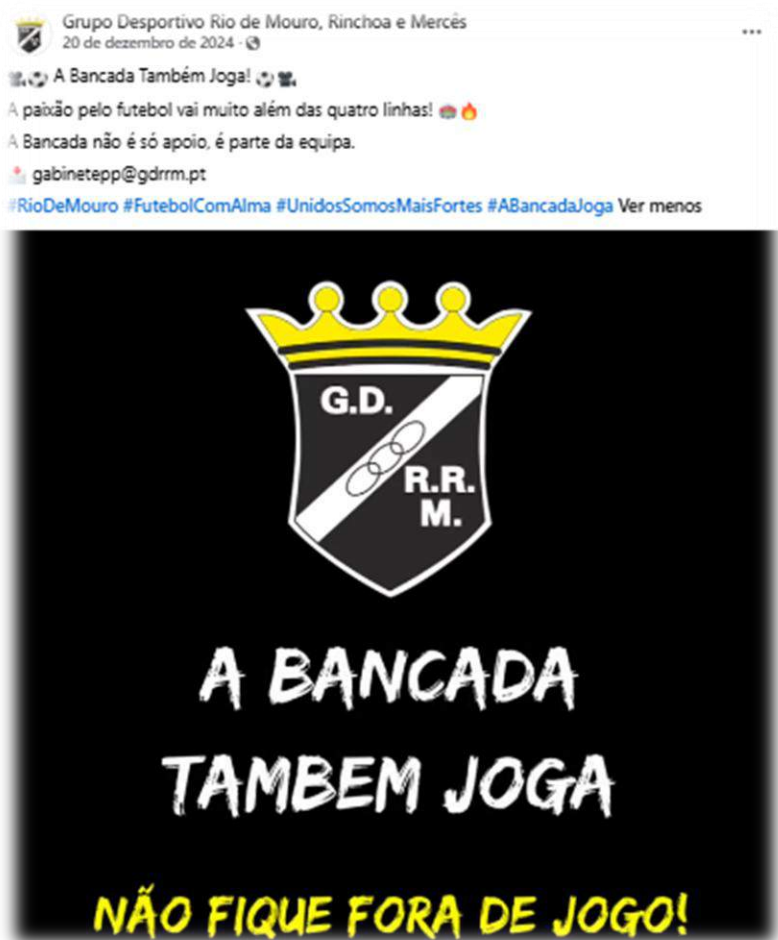 Grupo Desportivo Rio de Mouro, Rinchoa e Mercês
20 de dezembro de 2024 ·
A Bancada Também Joga!
A paixão pelo futebol vai muito além das quatro linhas!
A Bancada não é só apoio, é parte da equipa.
gabinetepp@gdrrm.pt
#RioDeMouro #FutebolComAlma #UnidosSomosMaisFortes #ABancadaJoga Ver menos
G.D.
R.R.
M.
A BANCADA
TAMBEM JOGA
NÃO FIQUE FORA DE JOGO!